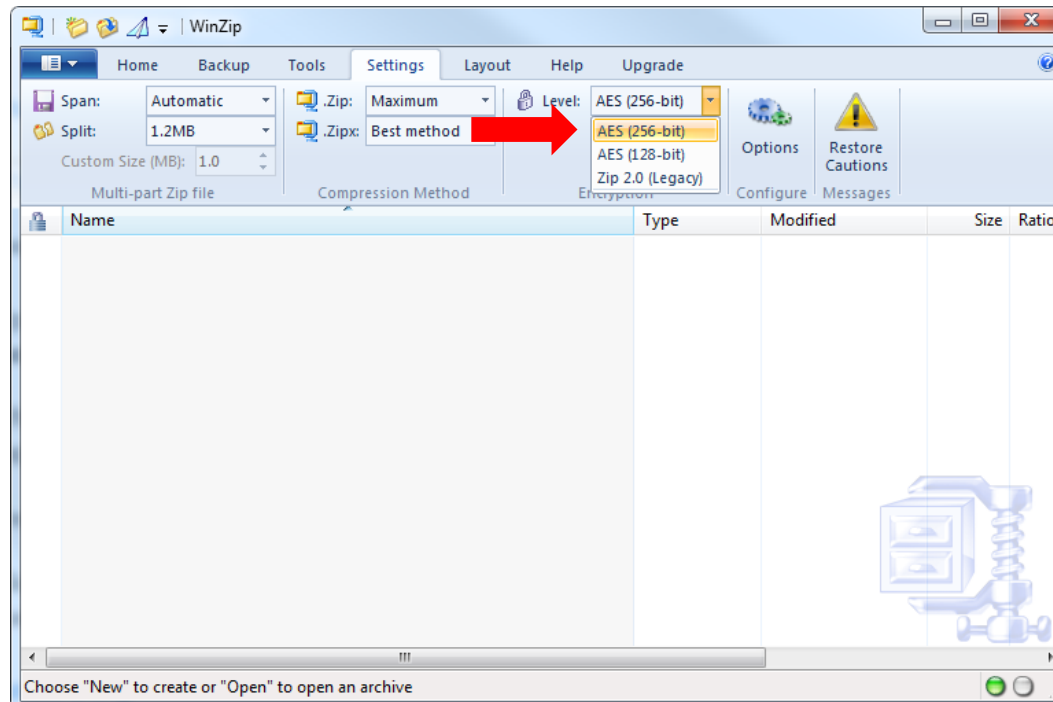 WinZip
Home Backup Tools Settings Layout Help Upgrade
Span: Automatic .Zip: Maximum Level: AES (256-bit)
Split: 1.2MB .Zipx: Best method AES (256-bit)
Custom Size (MB): 1.0 AES (128-bit)
Zip 2.0 (Legacy)
Options Restore Cautions
Multi-part Zip file Compression Method Encryption Configure Messages
Name Type Modified Size Ratio
Choose "New" to create or "Open" to open an archive